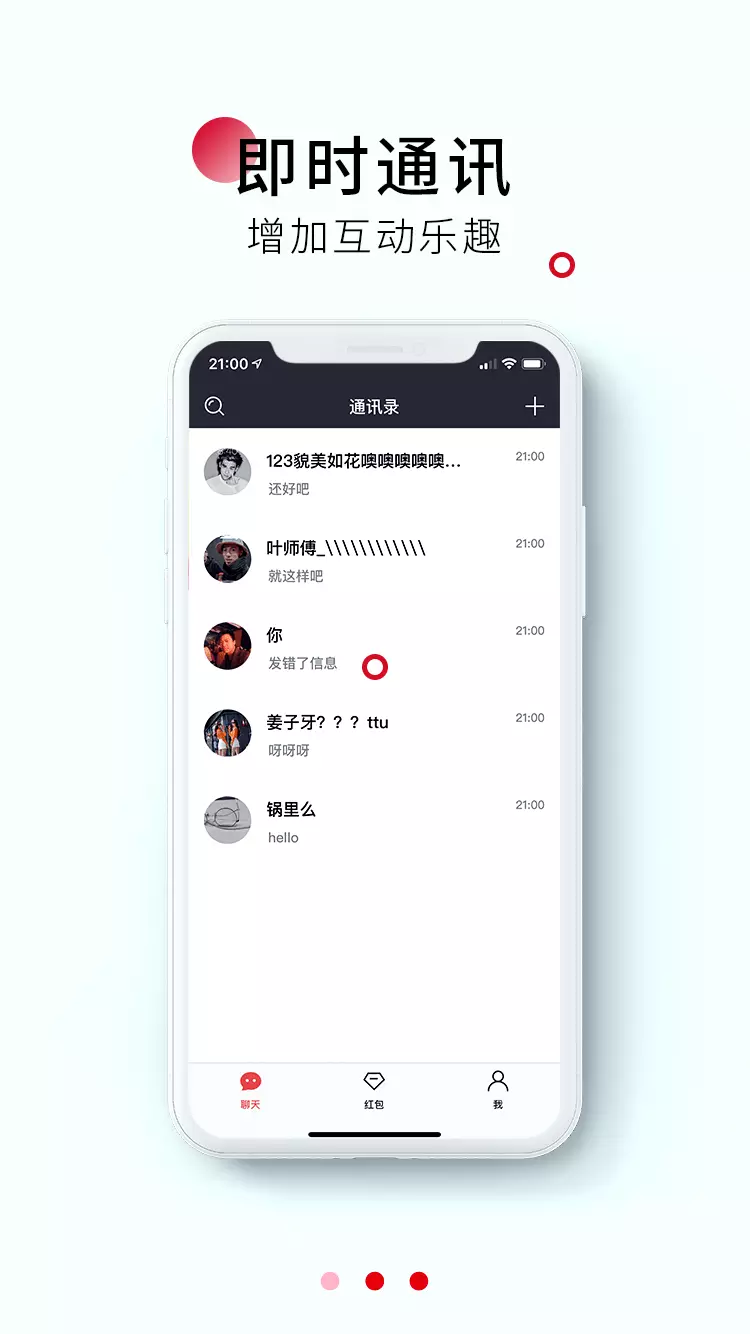 即时通讯
增加互动乐趣
21:00
通讯录
123貌美如花噢噢噢噢噢... 21:00
还好吧
叶师傅_\\\\\\\\\\\\ 21:00
就这样吧
你 21:00
发错了信息
姜子牙？？？ttu 21:00
呀呀呀
锅里么 21:00
hello
聊天 红包 我